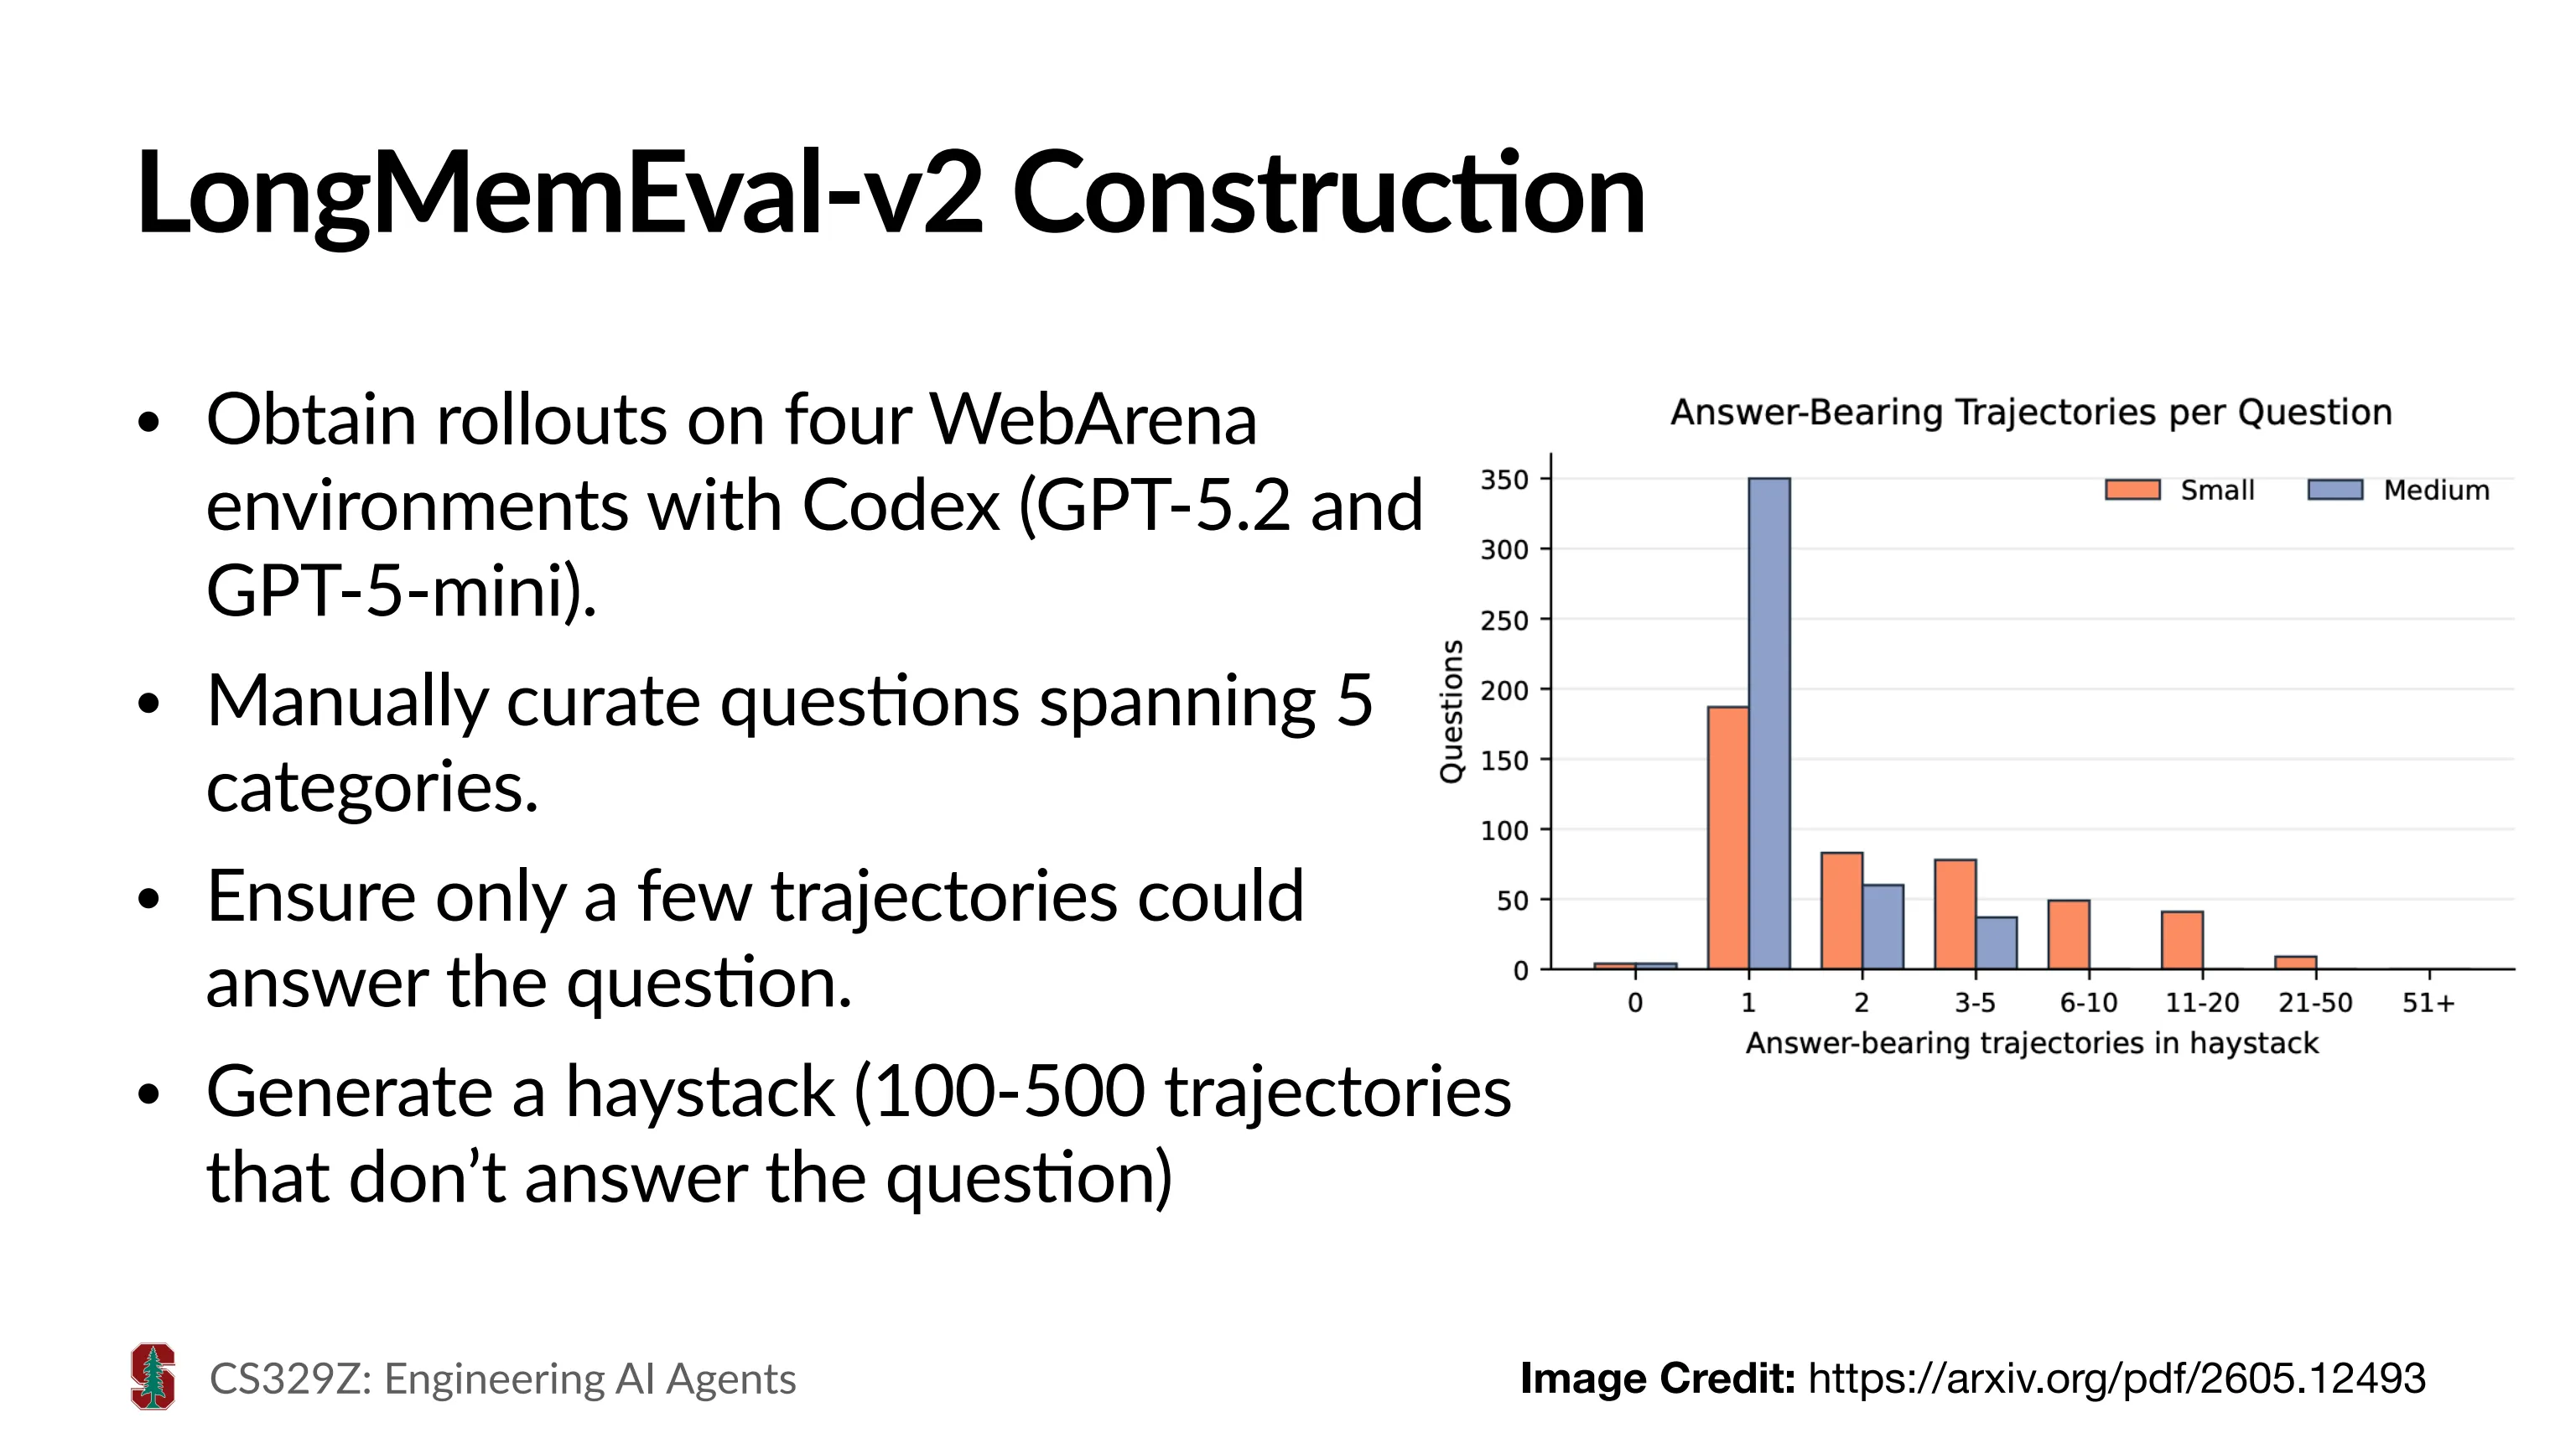 LongMemEval-v2 Construction
• Obtain rollouts on four WebArena
environments with Codex (GPT-5.2 and
GPT-5-mini).
• Manually curate questions spanning 5
categories.
• Ensure only a few trajectories could
answer the question.
• Generate a haystack (100-500 trajectories
that don’t answer the question)
Answer-Bearing Trajectories per Question
Small Medium
Questions
350
300
250
200
150
100
50
0
0 1 2 3-5 6-10 11-20 21-50 51+
Answer-bearing trajectories in haystack
S
CS329Z: Engineering AI Agents
Image Credit: https://arxiv.org/pdf/2605.12493